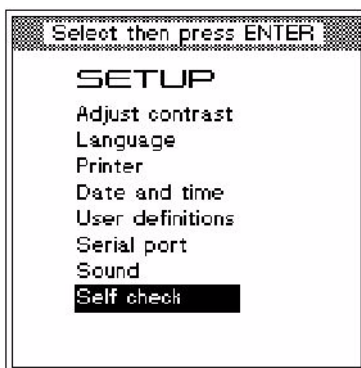 Select then press ENTER
SETUP
Adjust contrast
Language
Printer
Date and time
User definitions
Serial port
Sound
Self check